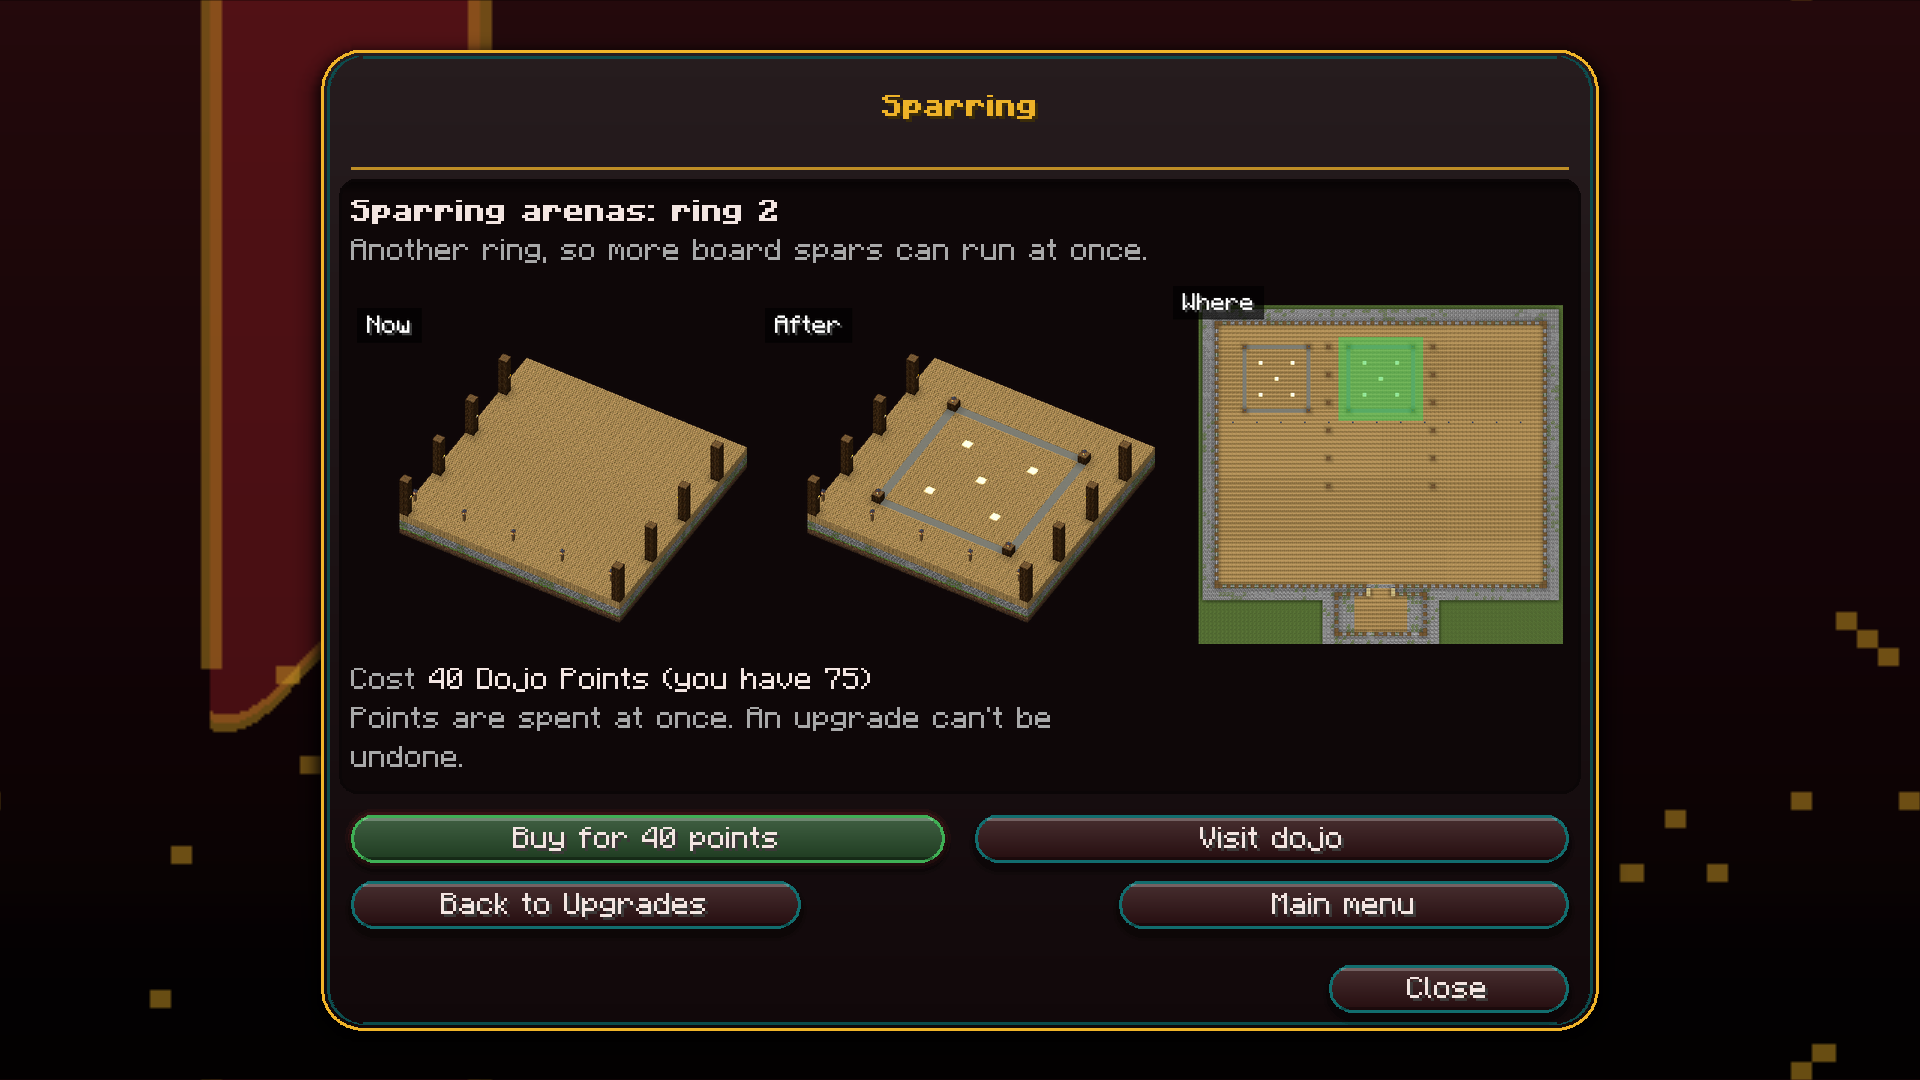 Sparring
Sparring arenas: ring 2
Another ring, so more board spars can run at once.
Now
After
Where
Cost 40 Dojo Points (you have 75)
Points are spent at once. An upgrade can't be
undone.
Buy for 40 points
Visit dojo
Back to Upgrades
Main menu
Close